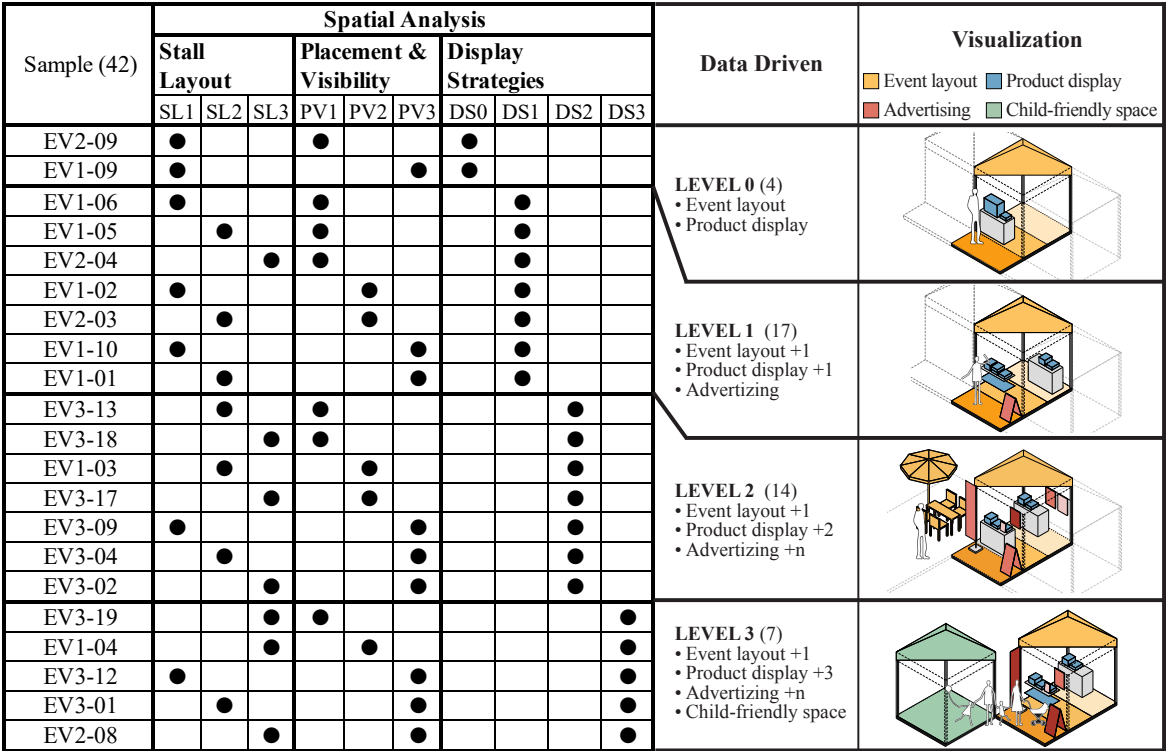 Sample (42)
Spatial Analysis
Stall
Layout
Placement &
Visibility
Display
Strategies
SL1 SL2 SL3 PV1 PV2 PV3 DS0 DS1 DS2 DS3
Data Driven
Visualization
Event layout Product display
Advertising Child-friendly space
EV2-09
EV1-09
EV1-06
EV1-05
EV2-04
EV1-02
EV2-03
EV1-10
EV1-01
EV3-13
EV3-18
EV1-03
EV3-17
EV3-09
EV3-04
EV3-02
EV3-19
EV1-04
EV3-12
EV3-01
EV2-08
LEVEL 0 (4)
• Event layout
• Product display
LEVEL 1 (17)
• Event layout +1
• Product display +1
• Advertizing
LEVEL 2 (14)
• Event layout +1
• Product display +2
• Advertizing +n
LEVEL 3 (7)
• Event layout +1
• Product display +3
• Advertizing +n
• Child-friendly space